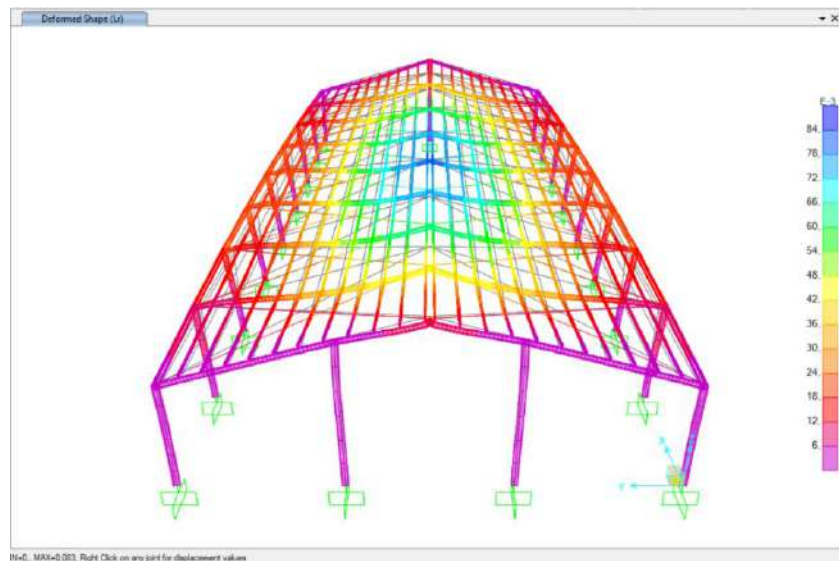 Deformed Shape (Lr)
E-3
84.
78.
72.
66.
60.
54.
48.
42.
36.
30.
24.
18.
12.
6.
X
Y
MAX=0.083, Right Click on any joint for displacement values